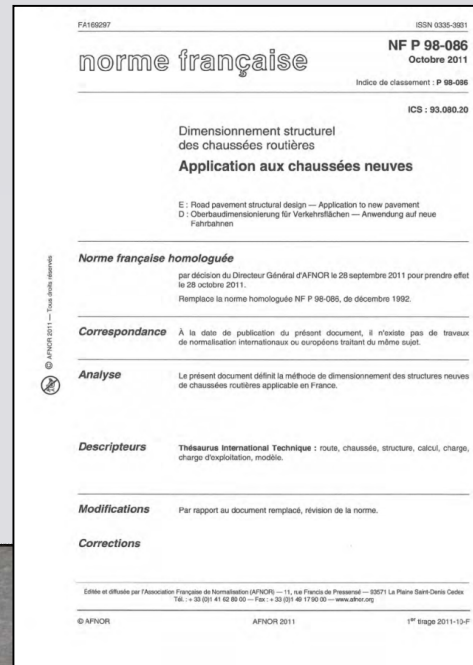 FA169297
ISSN 0335-3931
norme française
NF P 98-086
Octobre 2011
Indice de classement : P 98-086
ICS : 93.080.20
Dimensionnement structurel
des chaussées routières
Application aux chaussées neuves
E : Road pavement structural design — Application to new pavement
D : Oberbaudimensionierung für Verkehrsflächen — Anwendung auf neue
Fahrbahnen
Norme française homologuée
par décision du Directeur Général d'AFNOR le 28 septembre 2011 pour prendre effet
le 28 octobre 2011.
Remplace la norme homologuée NF P 98-086, de décembre 1992.
Correspondance
À la date de publication du présent document, il n'existe pas de travaux
de normalisation internationaux ou européens traitant du même sujet.
Analyse
Le présent document définit la méthode de dimensionnement des structures neuves
de chaussées routières applicable en France.
Descripteurs
Thésaurus International Technique : route, chaussée, structure, calcul, charge,
charge d'exploitation, modèle.
Modifications
Par rapport au document remplacé, révision de la norme.
Corrections
Éditée et diffusée par l'Association Française de Normalisation (AFNOR) — 11, rue Francis de Pressensé — 93571 La Plaine Saint-Denis Cedex
Tél. : + 33 (0)1 41 62 80 00 — Fax : + 33 (0)1 49 17 90 00 — www.afnor.org
© AFNOR
AFNOR 2011
1er tirage 2011-10-F
© AFNOR 2011 — Tous droits réservés